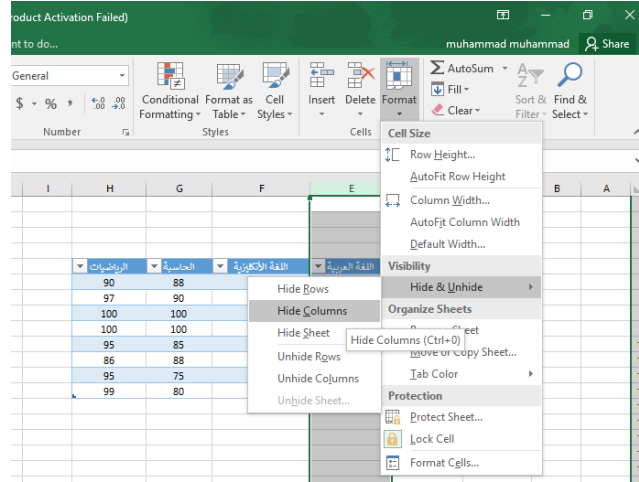 roduct Activation Failed)
nt to do...
muhammad muhammad Share
General
AutoSum
Fill
Clear
$ % , .00
Conditional Formatting
Format as Table
Cell Styles
Insert Delete Format
Sort & Filter
Find & Select
Number Styles Cells
Cell Size
Row Height...
AutoFit Row Height
Column Width...
AutoFit Column Width
Default Width...
Visibility
Hide & Unhide
Organize Sheets
Move or Copy Sheet...
Tab Color
Protection
Protect Sheet...
Lock Cell
Format Cells...
Hide Rows
Hide Columns
Hide Sheet
Unhide Rows
Unhide Columns
Unhide Sheet...
Hide Columns (Ctrl+0)
I H G F E B A
اللغة العربية اللغة الأنكليزية الحاسبة الرياضيات
90 88
97 90
100 100
100 100
95 85
86 88
95 75
99 80